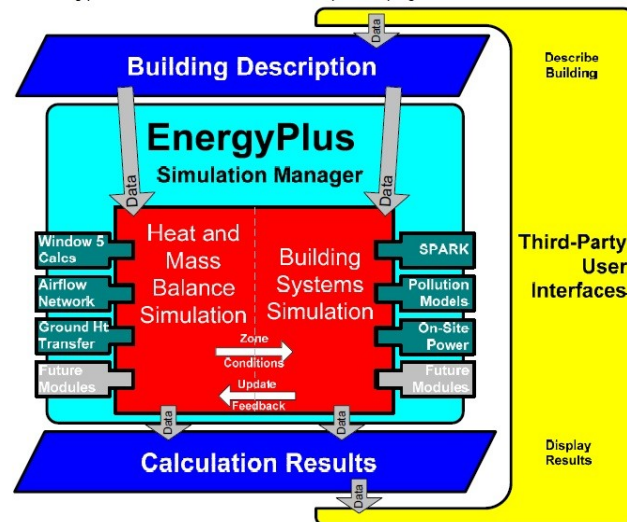 Data
Building Description
Describe
Building
EnergyPlus
Simulation Manager
Data
Data
Window 5
Calcs
Airflow
Network
Ground Ht
Transfer
Future
Modules
Heat and
Mass
Balance
Simulation
Building
Systems
Simulation
Zone
Conditions
Update
Feedback
SPARK
Pollution
Models
On-Site
Power
Future
Modules
Third-Party
User
Interfaces
Data
Data
Calculation Results
Display
Results
Data